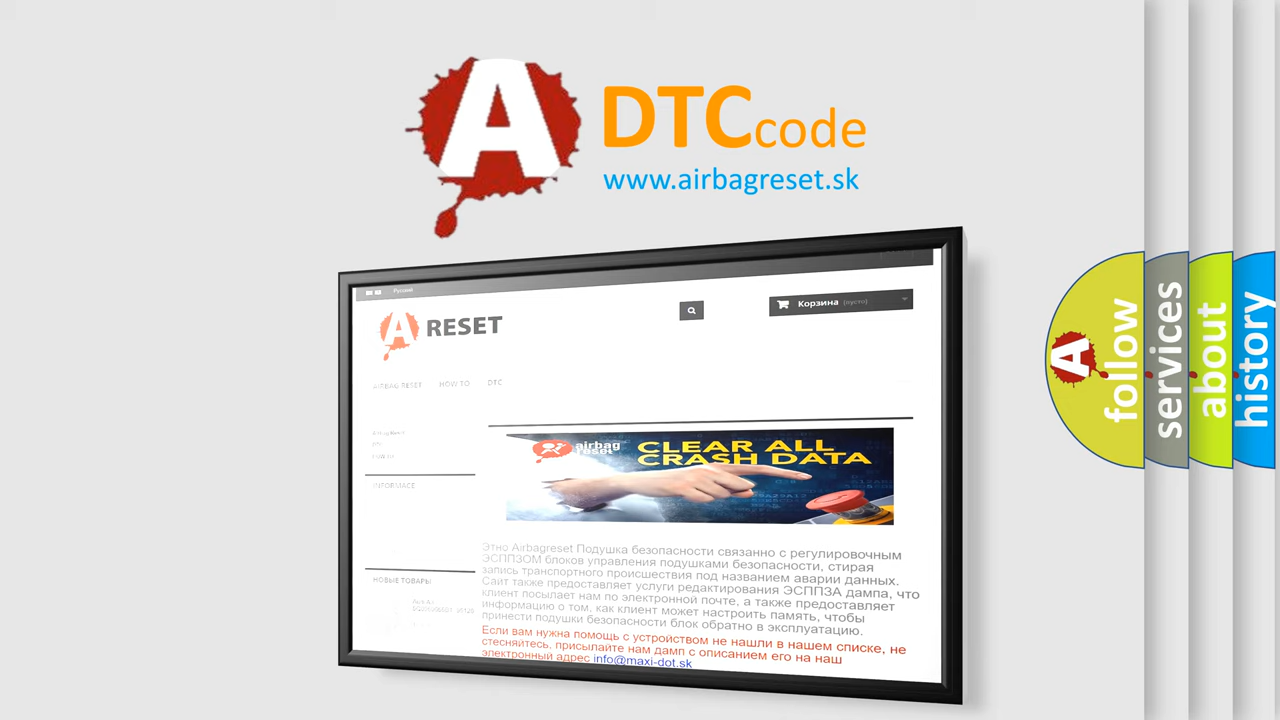 A
DTCcode
www.airbagreset.sk
Русский
A RESET
Корзина (пусто)
AIRBAG RESET HOW TO DTC
INFORMACE
НОВЫЕ ТОВАРЫ
airbag
reset
CLEAR ALL
CRASH DATA
Этно Airbagreset Подушка безопасности связанно с регулировочным
ЭСППЗОМ блоков управления подушками безопасности, стирая
запись транспортного происшествия под названием аварии данных.
Сайт также предоставляет услуги редактирования ЭСППЗА дампа, что
клиент посылает нам по электронной почте, а также предоставляет
информацию о том, как клиент может настроить память, чтобы
принести подушки безопасности блок обратно в эксплуатацию.
Если вам нужна помощь с устройством не нашли в нашем списке, не
стесняйтесь, присылайте нам дамп с описанием его на наш
электронный адрес info@maxi-dot.sk
A
follow
services
about
history